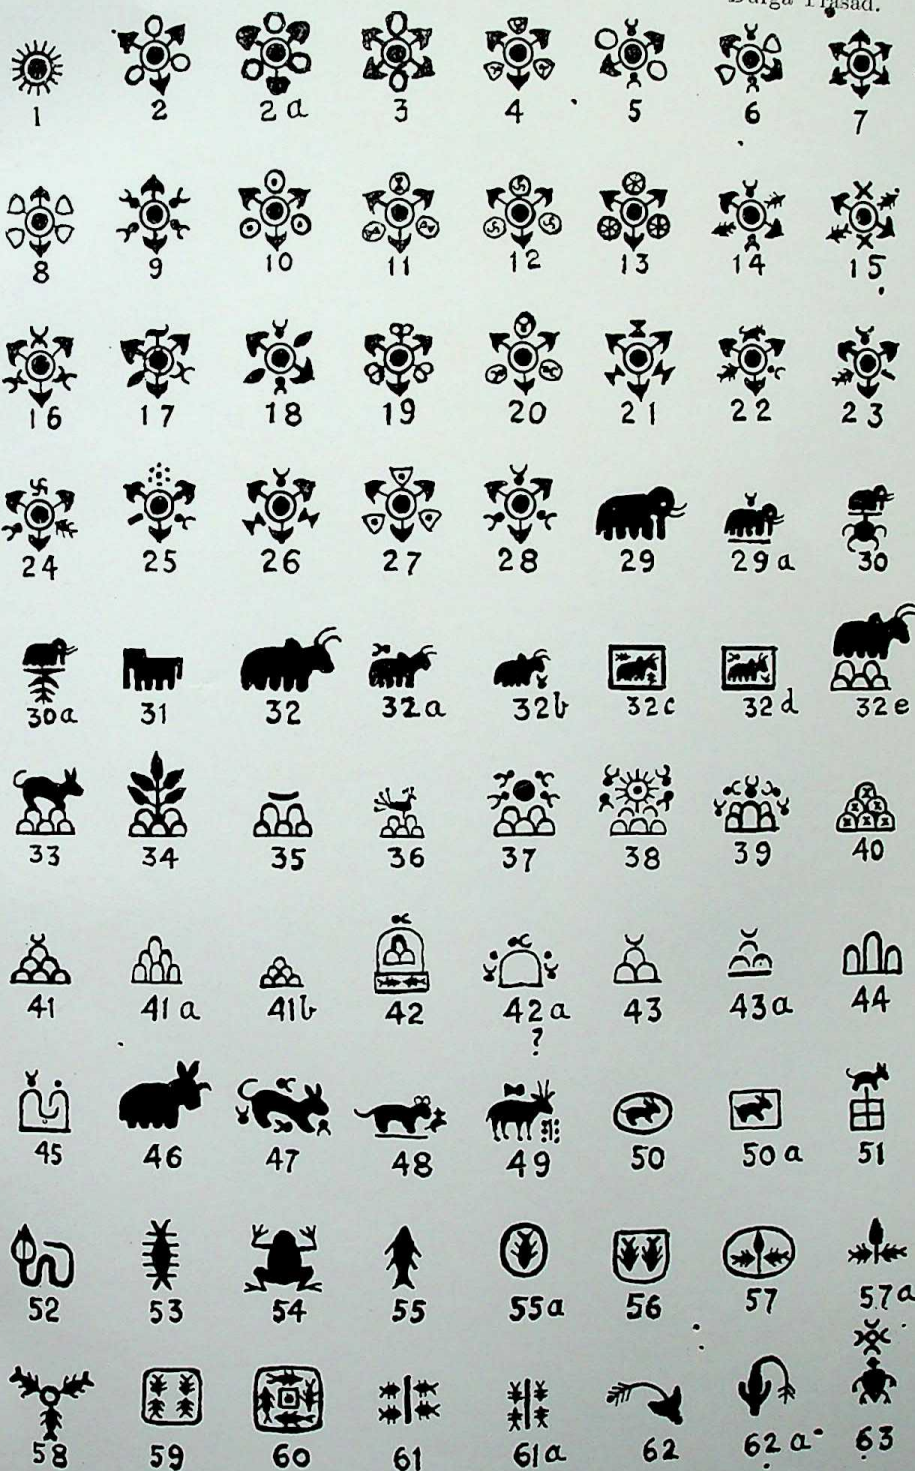 Durga Prasad.
1 2 2a 3 4 5 6 7
8 9 10 11 12 13 14 15
16 17 18 19 20 21 22 23
24 25 26 27 28 29 29a 30
30a 31 32 32a 32b 32c 32d 32e
33 34 35 36 37 38 39 40
41 41a 41b 42 42a 43 43a 44
?
45 46 47 48 49 50 50a 51
52 53 54 55 55a 56 57 57a
58 59 60 61 61a 62 62a 63